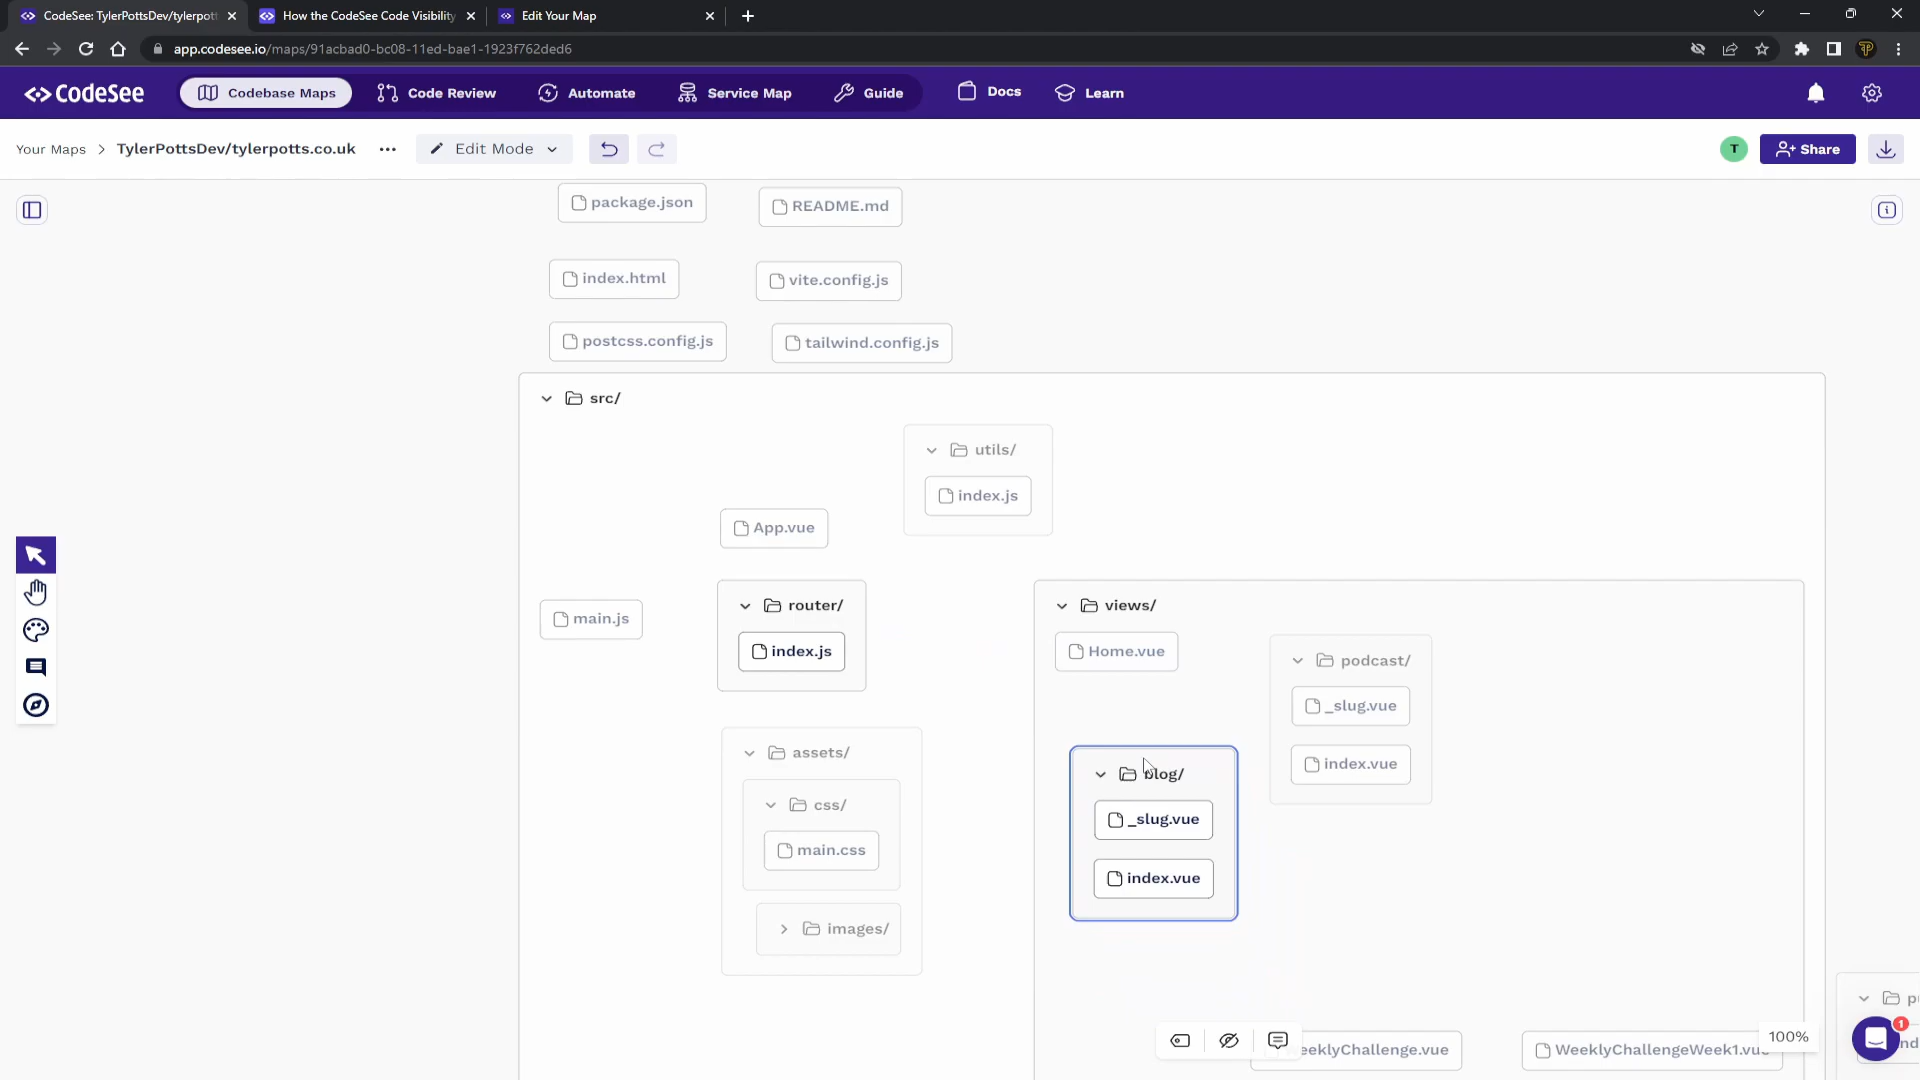 CodeSee: TylerPottsDev/tylerpott
How the CodeSee Code Visibility
Edit Your Map
app.codesee.io/maps/91acbad0-bc08-11ed-bae1-1923f762ded6
CodeSee
Codebase Maps
Code Review
Automate
Service Map
Guide
Docs
Learn
Your Maps > TylerPottsDev/tylerpotts.co.uk
Edit Mode
T
Share
package.json
README.md
index.html
vite.config.js
postcss.config.js
tailwind.config.js
src/
utils/
index.js
App.vue
router/
views/
main.js
index.js
Home.vue
podcast/
_slug.vue
assets/
index.vue
blog/
css/
_slug.vue
main.css
index.vue
images/
100%
1
eeklyChallenge.vue
WeeklyChallengeWeek1.vue